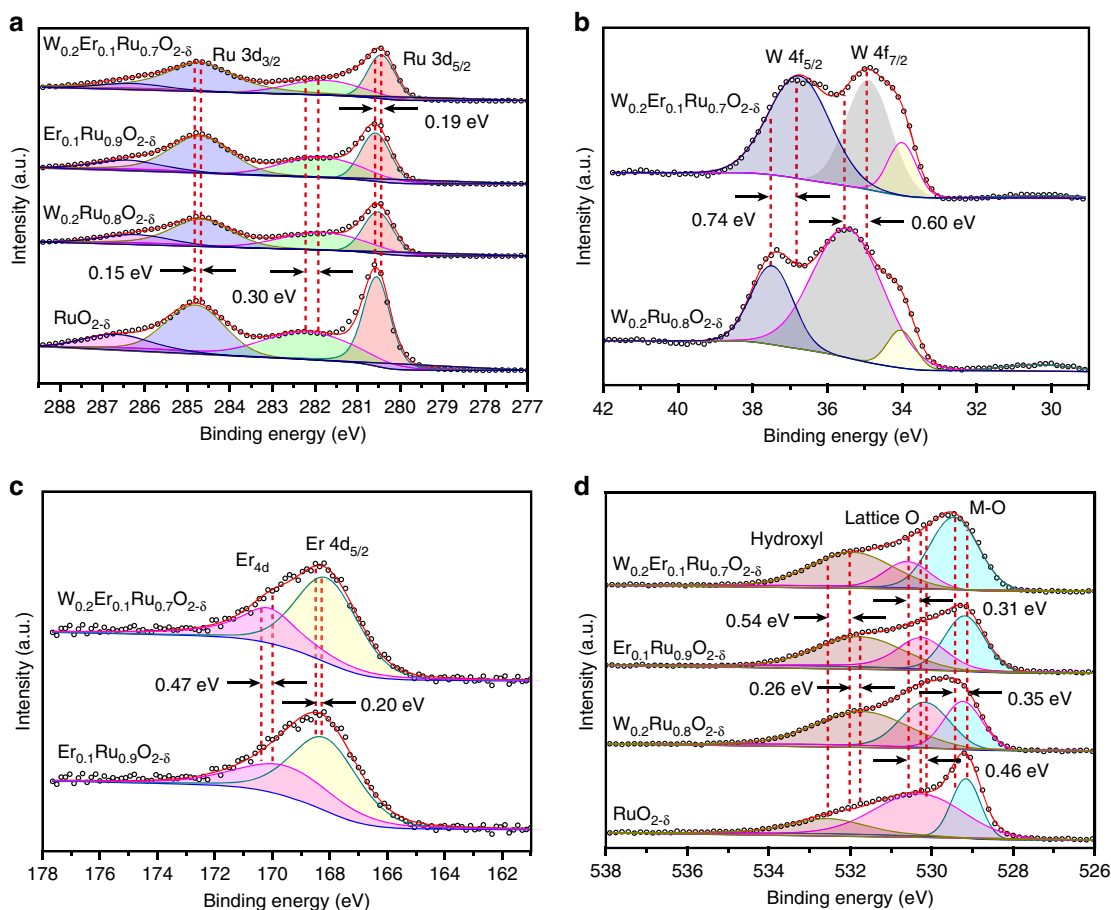 a
W0.2Er0.1Ru0.7O2-δ
Ru 3d3/2
Ru 3d5/2
0.19 eV
Er0.1Ru0.9O2-δ
W0.2Ru0.8O2-δ
0.15 eV
0.30 eV
RuO2-δ
Intensity (a.u.)
288 287 286 285 284 283 282 281 280 279 278 277
Binding energy (eV)
b
W 4f5/2
W 4f7/2
W0.2Er0.1Ru0.7O2-δ
0.74 eV
0.60 eV
W0.2Ru0.8O2-δ
Intensity (a.u.)
42 40 38 36 34 32 30
Binding energy (eV)
c
Er4d
Er 4d5/2
W0.2Er0.1Ru0.7O2-δ
0.47 eV
0.20 eV
Er0.1Ru0.9O2-δ
Intensity (a.u.)
178 176 174 172 170 168 166 164 162
Binding energy (eV)
d
M-O
Lattice O
Hydroxyl
W0.2Er0.1Ru0.7O2-δ
0.31 eV
0.54 eV
Er0.1Ru0.9O2-δ
0.26 eV
0.35 eV
W0.2Ru0.8O2-δ
0.46 eV
RuO2-δ
Intensity (a.u.)
538 536 534 532 530 528 526
Binding energy (eV)